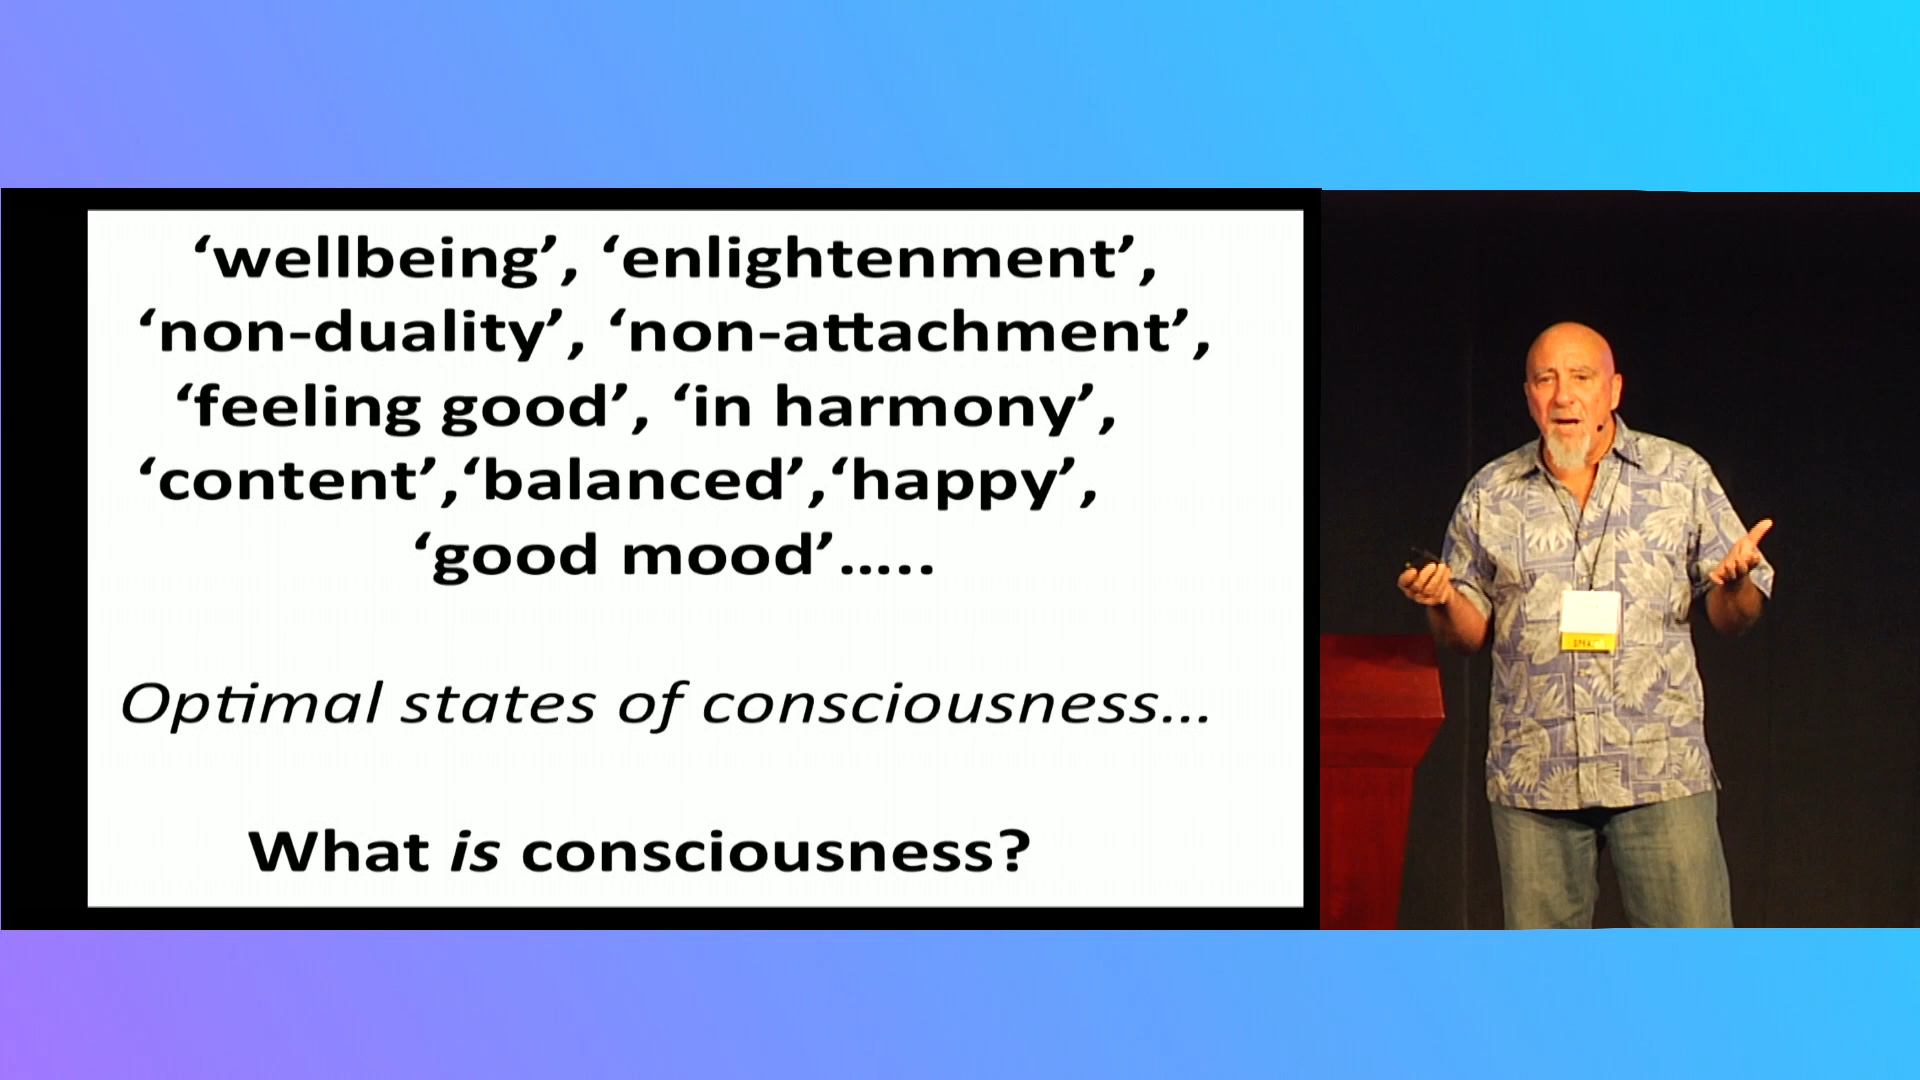 ‘wellbeing’, ‘enlightenment’,
‘non-duality’, ‘non-attachment’,
‘feeling good’, ‘in harmony’,
‘content’,‘balanced’,‘happy’,
‘good mood’.....
Optimal states of consciousness...
What is consciousness?